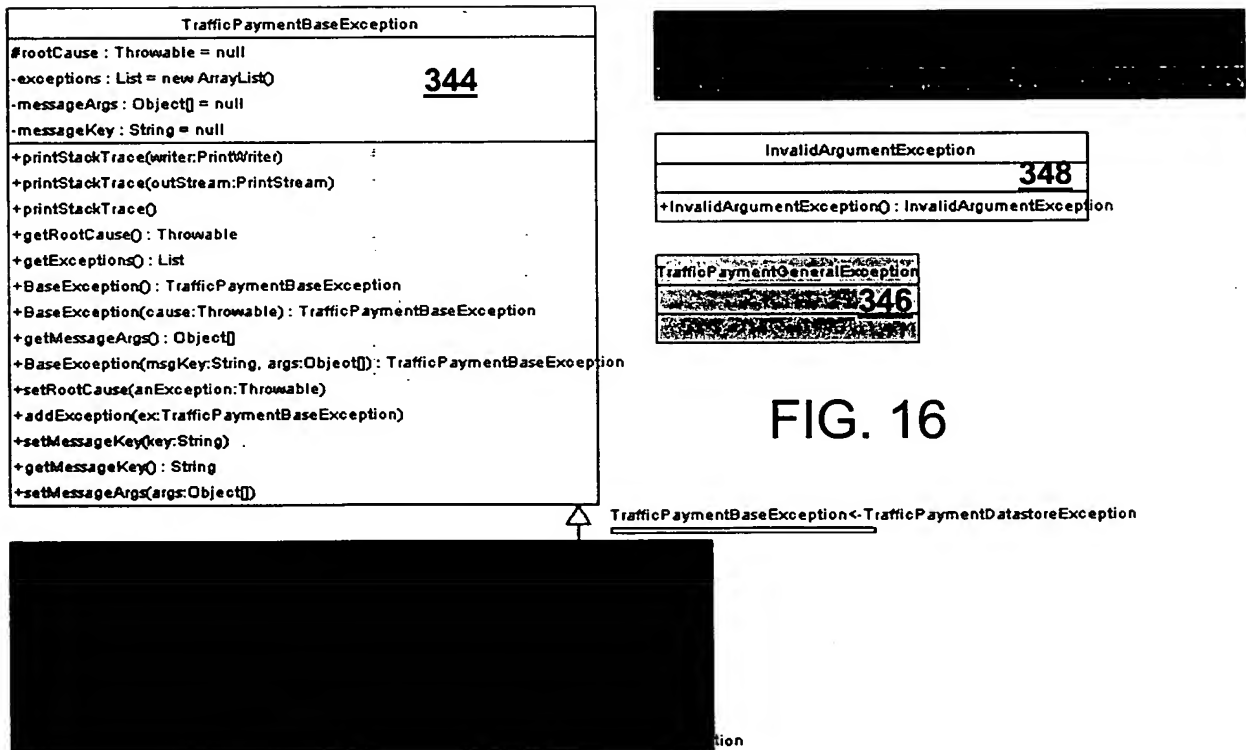 TrafficPaymentBaseException
#rootCause : Throwable = null
-exceptions : List = new ArrayList()
-messageArgs : Object[] = null
-messageKey : String = null
344
+printStackTrace(writer:PrintWriter)
+printStackTrace(outStream:PrintStream)
+printStackTrace()
+getRootCause() : Throwable
+getExceptions() : List
+BaseException() : TrafficPaymentBaseException
+BaseException(cause:Throwable) : TrafficPaymentBaseException
+getMessageArgs() : Object[]
+BaseException(msgKey:String, args:Object[]) : TrafficPaymentBaseException
+setRootCause(anException:Throwable)
+addException(ex:TrafficPaymentBaseException)
+setMessageKey(key:String)
+getMessageKey() : String
+setMessageArgs(args:Object[])
InvalidArgumentException
348
+InvalidArgumentException() : InvalidArgumentException
TrafficPaymentGeneralException
346
FIG. 16
TrafficPaymentBaseException<-TrafficPaymentDatastoreException
tion